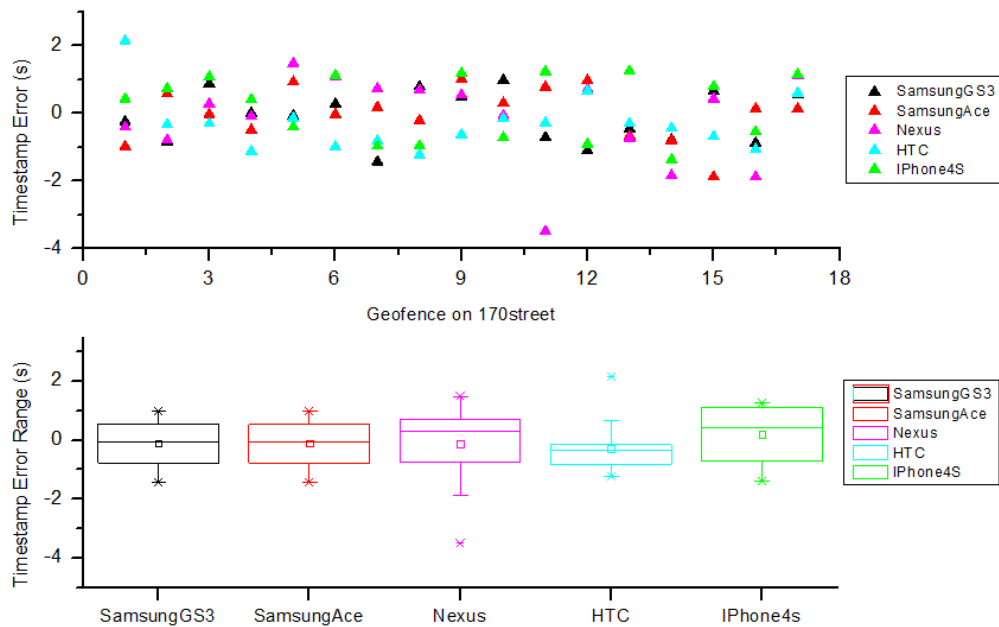 Timestamp Error (s)
2
0
-2
-4
0
3
6
9
12
15
18
Geofence on 170street
SamsungGS3
SamsungAce
Nexus
HTC
IPhone4S
Timestamp Error Range (s)
2
0
-2
-4
SamsungGS3
SamsungAce
Nexus
HTC
IPhone4s
SamsungGS3
SamsungAce
Nexus
HTC
IPhone4S